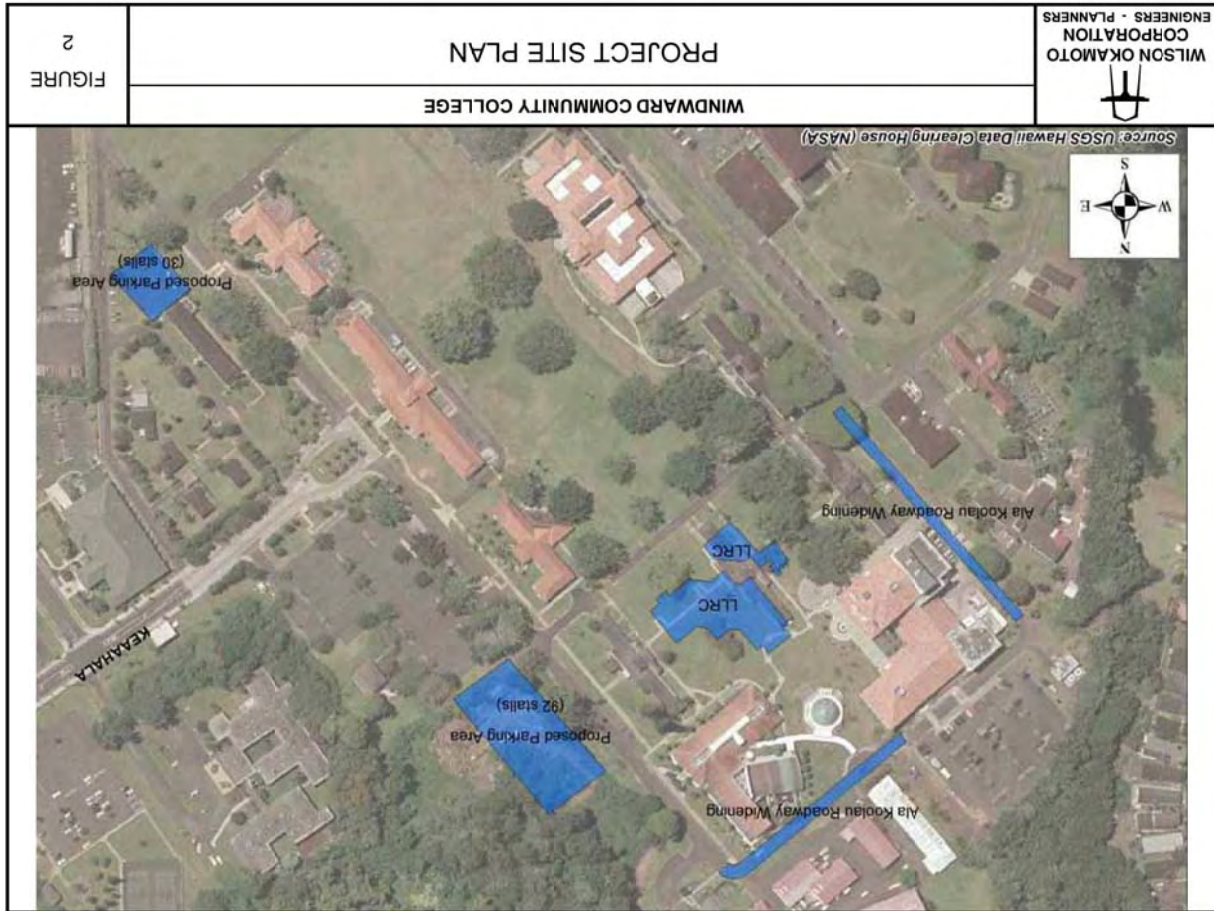 Ala Koolau Roadway Widening
Proposed Parking Area
(92 stalls)
KEAAHALA
LLRC
LLRC
Ala Koolau Roadway Widening
Proposed Parking Area
(30 stalls)
N
W E
S
Source: USGS Hawaii Data Clearing House (NASA)
WILSON OKAMOTO
CORPORATION
ENGINEERS - PLANNERS
WINDWARD COMMUNITY COLLEGE
PROJECT SITE PLAN
FIGURE
2